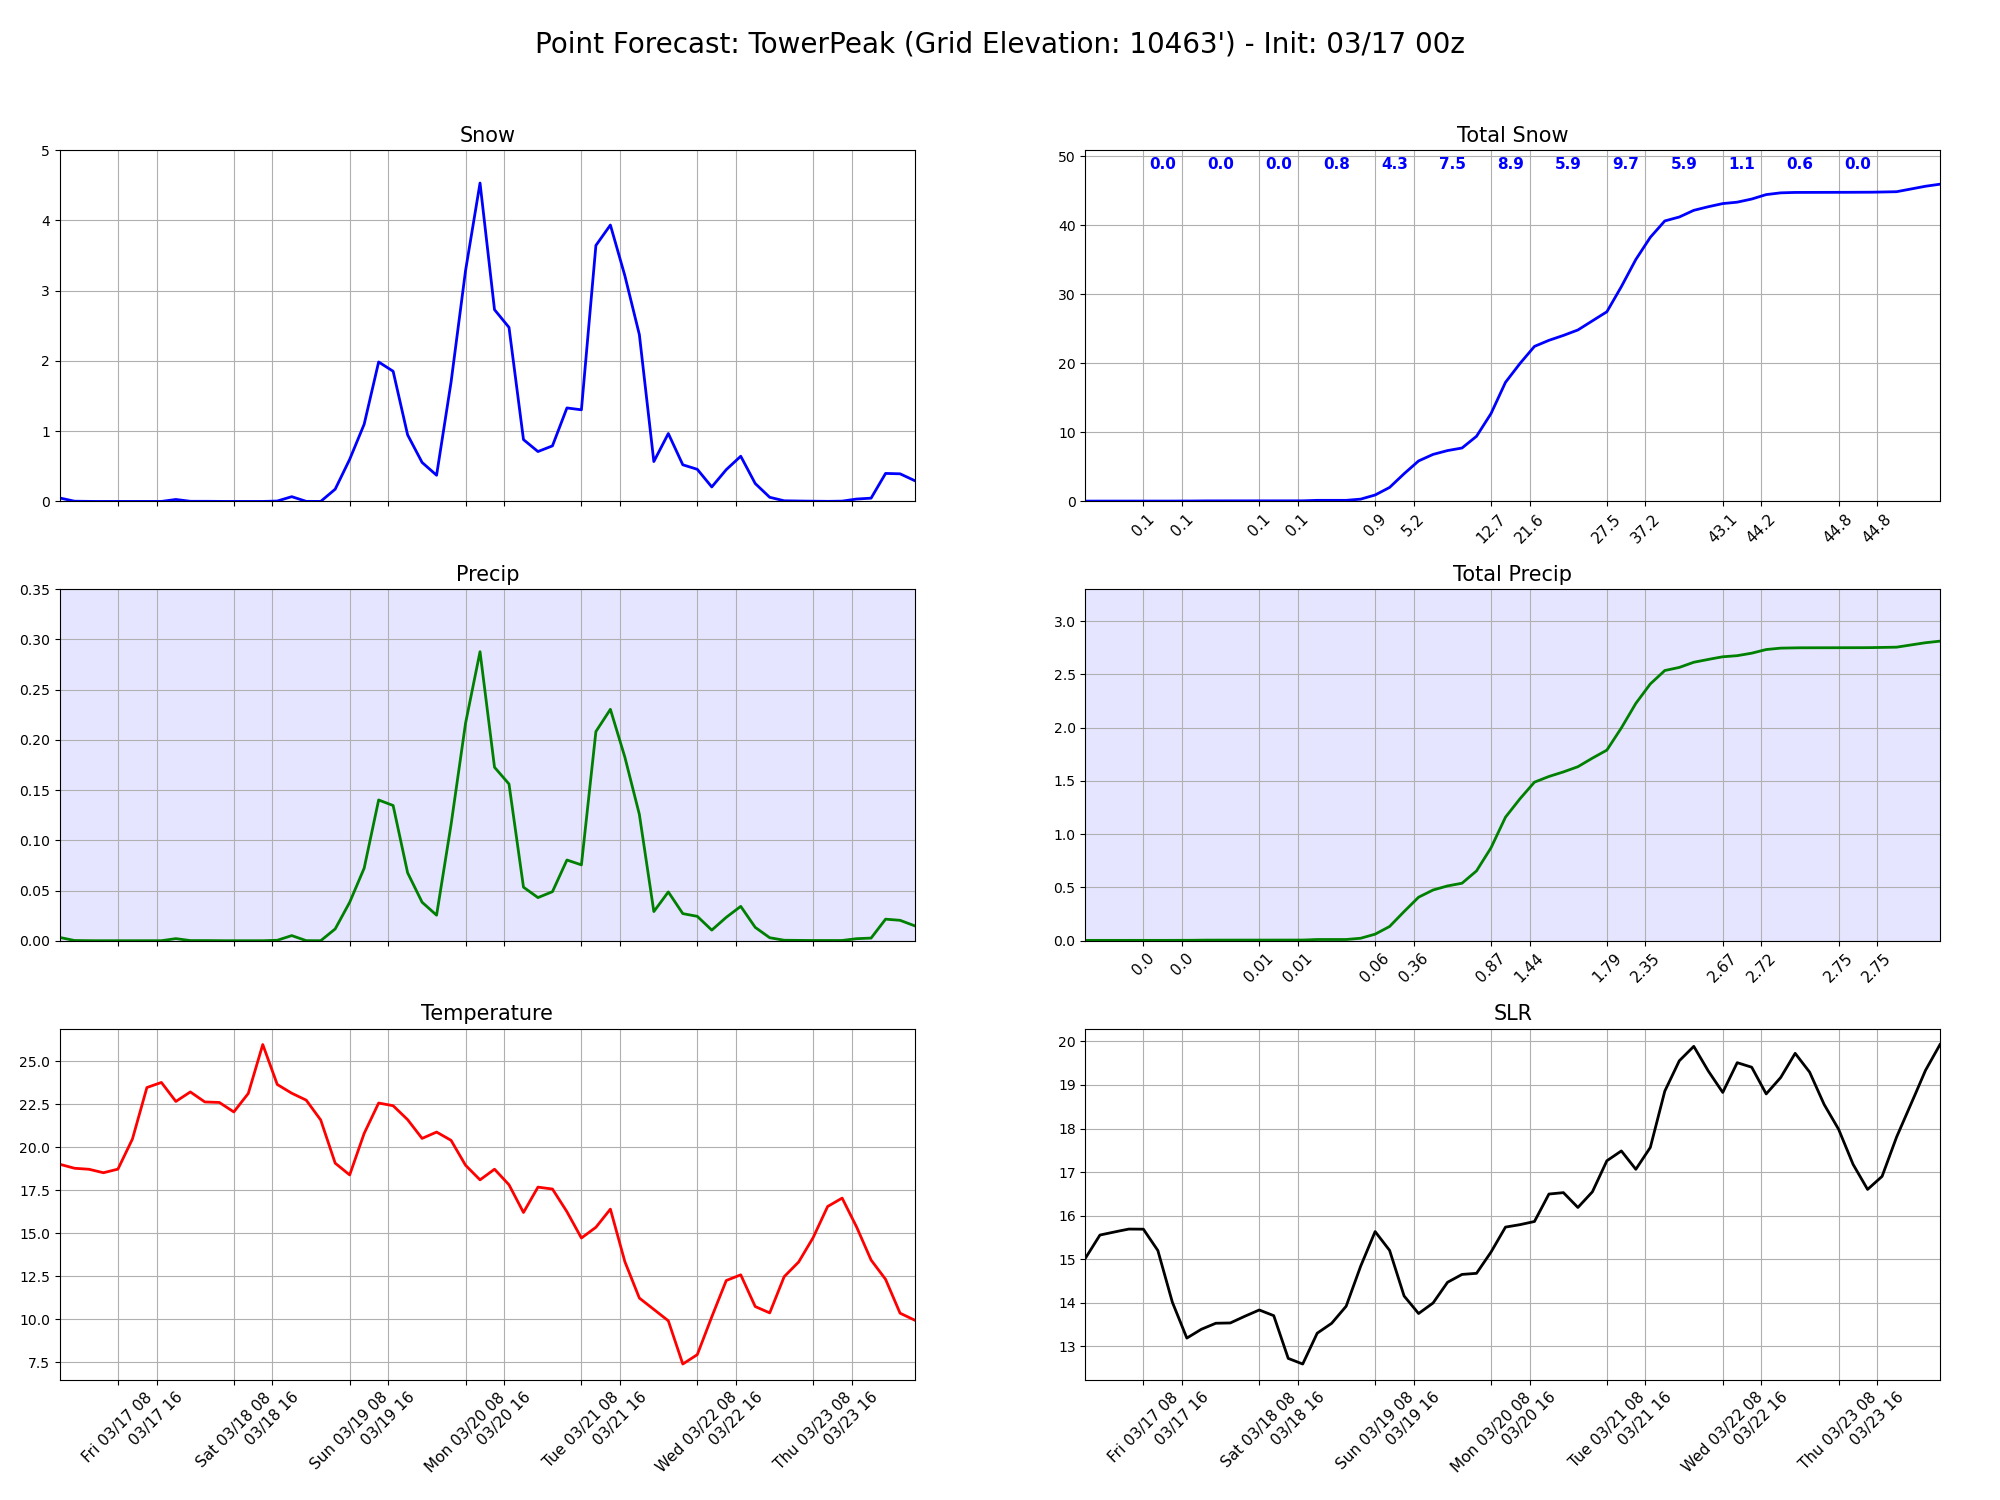 Point Forecast: TowerPeak (Grid Elevation: 10463') - Init: 03/17 00z
Snow
5
4
3
2
1
0
Total Snow
0.0 0.0 0.0 0.8 4.3 7.5 8.9 5.9 9.7 5.9 1.1 0.6 0.0
50
40
30
20
10
0
0.1 0.1 0.1 0.1 0.9 5.2 12.7 21.6 27.5 37.2 43.1 44.2 44.8 44.8
Precip
0.35
0.30
0.25
0.20
0.15
0.10
0.05
0.00
Total Precip
3.0
2.5
2.0
1.5
1.0
0.5
0.0
0.0 0.0 0.01 0.01 0.06 0.36 0.87 1.44 1.79 2.35 2.67 2.72 2.75 2.75
Temperature
25.0
22.5
20.0
17.5
15.0
12.5
10.0
7.5
Fri 03/17 08
03/17 16
Sat 03/18 08
03/18 16
Sun 03/19 08
03/19 16
Mon 03/20 08
03/20 16
Tue 03/21 08
03/21 16
Wed 03/22 08
03/22 16
Thu 03/23 08
03/23 16
SLR
20
19
18
17
16
15
14
13
Fri 03/17 08
03/17 16
Sat 03/18 08
03/18 16
Sun 03/19 08
03/19 16
Mon 03/20 08
03/20 16
Tue 03/21 08
03/21 16
Wed 03/22 08
03/22 16
Thu 03/23 08
03/23 16